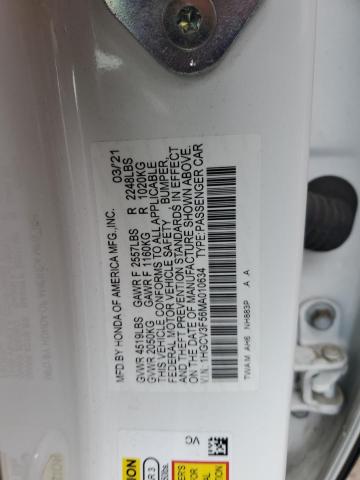 MFD BY HONDA OF AMERICA MFG.,INC. 03/'21
GVWR 4519LBS GAWR F 2557LBS R 2248LBS
GVWR 2050KG GAWR F 1160KG R 1020KG
THIS VEHICLE CONFORMS TO ALL APPLICABLE
FEDERAL MOTOR VEHICLE SAFETY, BUMPER,
AND THEFT PREVENTION STANDARDS IN EFFECT
ON THE DATE OF MANUFACTURE SHOWN ABOVE.
V.I.N.: 1HGCV3F56MA010634 TYPE:PASSENGER CAR
TWA M AH6 NH883P A A